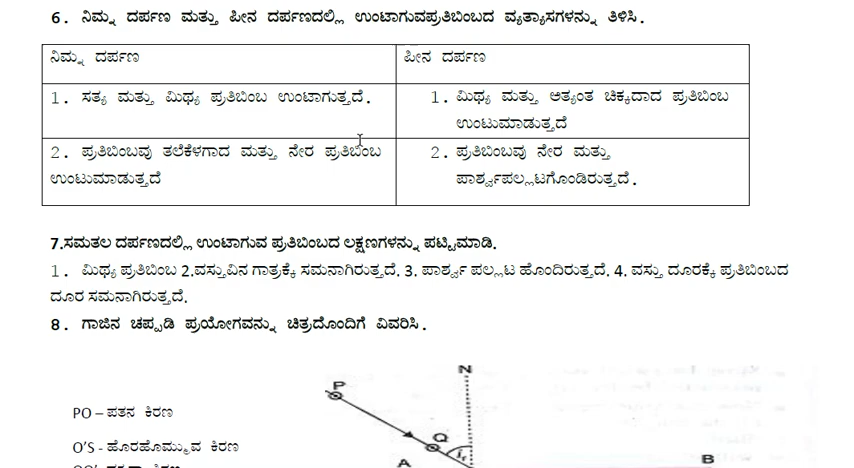 6. ನಿಮ್ನ ದರ್ಪಣ ಮತ್ತು ಪೀನ ದರ್ಪಣದಲ್ಲಿ ಉಂಟಾಗುವಪ್ರತಿಬಿಂಬದ ವ್ಯತ್ಯಾಸಗಳನ್ನು ತಿಳಿಸಿ.
ನಿಮ್ನ ದರ್ಪಣ
ಪೀನ ದರ್ಪಣ
1. ಸತ್ಯ ಮತ್ತು ಮಿಥ್ಯ ಪ್ರತಿಬಿಂಬ ಉಂಟಾಗುತ್ತದೆ.
1. ಮಿಥ್ಯ ಮತ್ತು ಅತ್ಯಂತ ಚಿಕ್ಕದಾದ ಪ್ರತಿಬಿಂಬ
ಉಂಟುಮಾಡುತ್ತದೆ
2. ಪ್ರತಿಬಿಂಬವು ತಲೆಕೆಳಗಾದ ಮತ್ತು ನೇರ ಪ್ರತಿಬಿಂಬ
ಉಂಟುಮಾಡುತ್ತದೆ
2. ಪ್ರತಿಬಿಂಬವು ನೇರ ಮತ್ತು
ಪಾರ್ಶ್ವಪಲ್ಲಟಗೊಂಡಿರುತ್ತದೆ.
7.ಸಮತಲ ದರ್ಪಣದಲ್ಲಿ ಉಂಟಾಗುವ ಪ್ರತಿಬಿಂಬದ ಲಕ್ಷಣಗಳನ್ನು ಪಟ್ಟಿಮಾಡಿ.
1. ಮಿಥ್ಯ ಪ್ರತಿಬಿಂಬ 2.ವಸ್ತುವಿನ ಗಾತ್ರಕ್ಕೆ ಸಮನಾಗಿರುತ್ತದೆ. 3. ಪಾರ್ಶ್ವ ಪಲ್ಲಟ ಹೊಂದಿರುತ್ತದೆ. 4. ವಸ್ತು ದೂರಕ್ಕೆ ಪ್ರತಿಬಿಂಬದ
ದೂರ ಸಮನಾಗಿರುತ್ತದೆ.
8. ಗಾಜಿನ ಚಪ್ಪಡಿ ಪ್ರಯೋಗವನ್ನು ಚಿತ್ರದೊಂದಿಗೆ ವಿವರಿಸಿ.
N
P
PO – ಪತನ ಕಿರಣ
Q
O'S - ಹೊರಹೊಮ್ಮುವ ಕಿರಣ
i
A
B